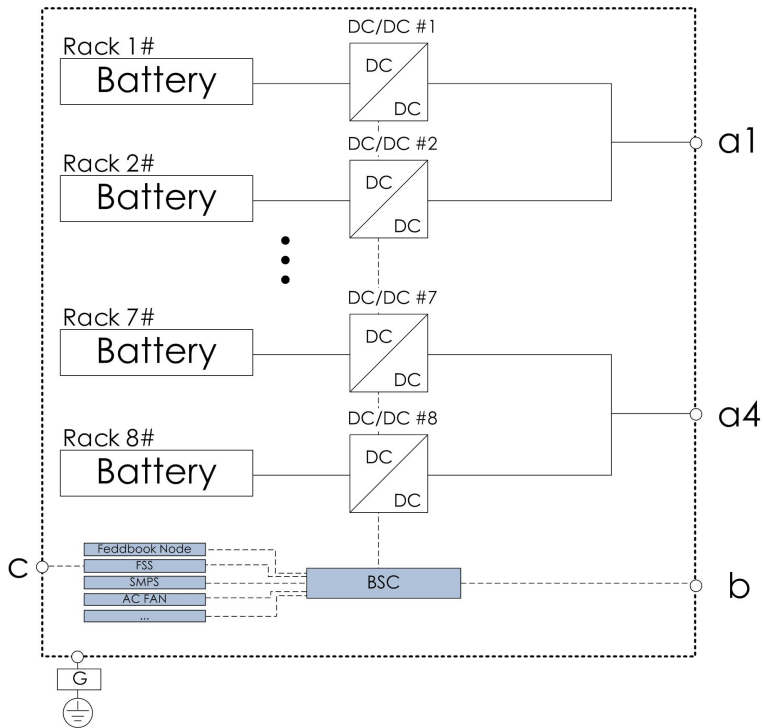 DC/DC #1
Rack 1#
Battery
DC
DC
a1
DC/DC #2
Rack 2#
Battery
DC
DC
DC/DC #7
Rack 7#
Battery
DC
DC
a4
DC/DC #8
Rack 8#
Battery
DC
DC
Feddbook Node
c
FSS
SMPS
BSC
b
AC FAN
...
G